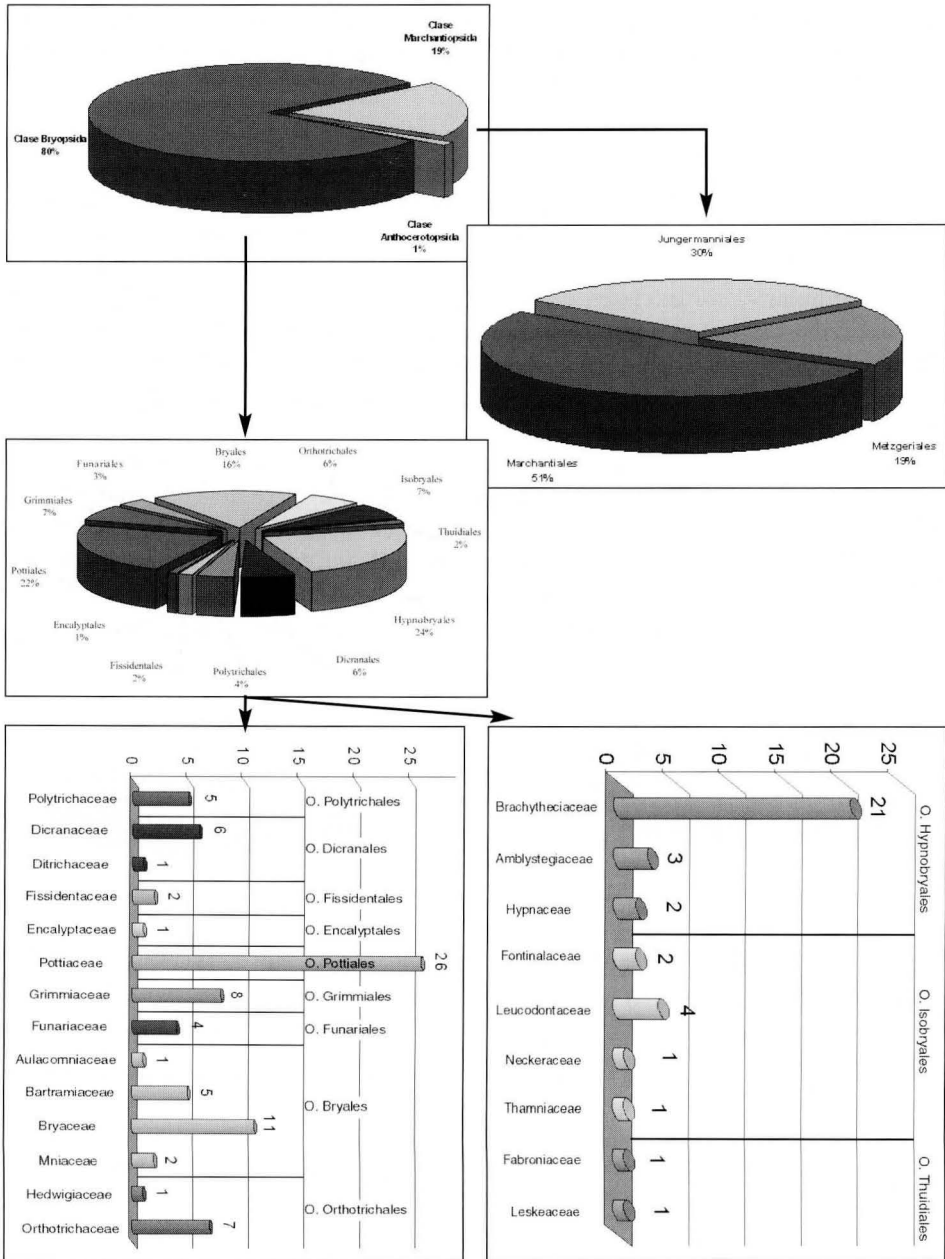 Clase
Marchantiopsida
19%
Clase Bryopsida
80%
Clase
Anthocerotopsida
1%
Jungermanniales
30%
Metzgeriales
19%
Marchantiales
51%
Bryales
16%
Orthotrichales
6%
Isobryales
7%
Thuidiales
2%
Hypnobryales
24%
Dicranales
6%
Polytrichales
4%
Fissidentales
2%
Encalyptales
1%
Pottiales
22%
Grimmiales
7%
Funariales
3%
0 5 10 15 20 25
Polytrichaceae 5 O. Polytrichales
Dicranaceae 6
O. Dicranales
Ditrichaceae 1
Fissidentaceae 2 O. Fissidentales
Encalyptaceae 1 O. Encalyptales
Pottiaceae O. Pottiales 26
Grimmiaceae 8 O. Grimmiales
Funariaceae 4 O. Funariales
Aulacomniaceae 1
Bartramiaceae 5
O. Bryales
Bryaceae 11
Mniaceae 2
Hedwigiaceae 1
O. Orthotrichales
Orthotrichaceae 7
0 5 10 15 20 25
Brachytheciaceae 21
O. Hypnobryales
Amblystegiaceae 3
Hypnaceae 2
Fontinalaceae 2
Leucodontaceae 4
O. Isobryales
Neckeraceae 1
Thamniaceae 1
Fabroniaceae 1
O. Thuidiales
Leskeaceae 1